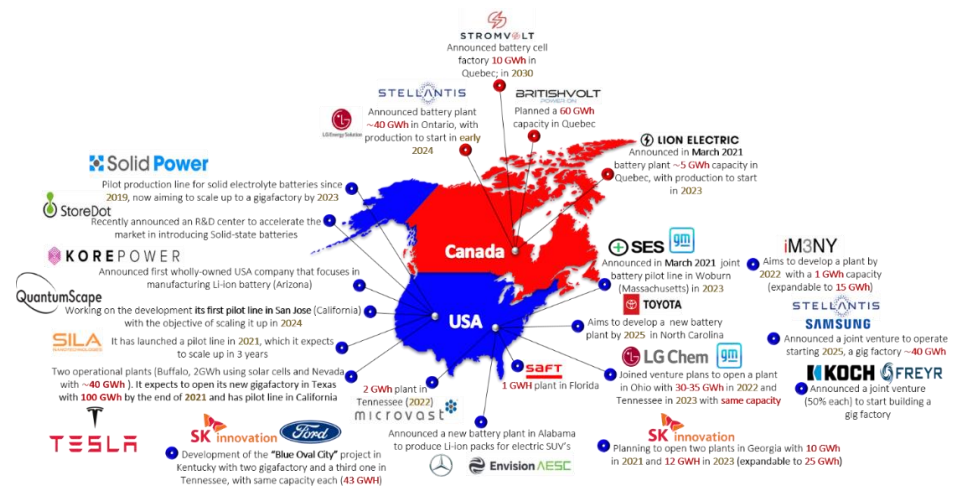 STROMVOLT
Announced battery cell
factory 10 GWh in
Quebec; in 2030
STELLANTIS
LG Energy Solution
Announced battery plant
~40 GWh in Ontario, with
production to start in early
2024
BRITISHVOLT
POWER ON
Planned a 60 GWh
capacity in Quebec
LION ELECTRIC
Announced in March 2021
battery plant ~5 GWh capacity in
Quebec, with production to start
in 2023
Solid Power
Pilot production line for solid electrolyte batteries since
2019, now aiming to scale up to a gigafactory by 2023
StoreDot
Recently announced an R&D center to accelerate the
market in introducing Solid-state batteries
KOREPOWER
Announced first wholly-owned USA company that focuses in
manufacturing Li-ion battery (Arizona)
QuantumScape
Working on the development its first pilot line in San Jose (California)
with the objective of scaling it up in 2024
SILA
It has launched a pilot line in 2021, which it expects
to scale up in 3 years
Two operational plants (Buffalo, 2GWh using solar cells and Nevada
with ~40 GWh ). It expects to open its new gigafactory in Texas
with 100 GWh by the end of 2021 and has pilot line in California
TESLA
Canada
USA
SES
gm
Announced in March 2021 joint
battery pilot line in Woburn
(Massachusetts) in 2023
iM3NY
Aims to develop a plant by
2022 with a 1 GWh capacity
(expandable to 15 GWh)
TOYOTA
Aims to develop a new battery
plant by 2025 in North Carolina
STELLANTIS
SAMSUNG
Announced a joint venture to operate
starting 2025, a gig factory ~40 GWh
LG Chem
gm
Joined venture plans to open a plant
in Ohio with 30-35 GWh in 2022 and
Tennessee in 2023 with same capacity
KOCH
FREYR
Announced a joint venture
(50% each) to start building a
gig factory
SAFT
1 GWH plant in Florida
2 GWh plant in
Tennessee (2022)
microvast
Announced a new battery plant in Alabama
to produce Li-ion packs for electric SUV's
Envision AESC
SK innovation
Ford
Development of the "Blue Oval City" project in
Kentucky with two gigafactory and a third one in
Tennessee, with same capacity each (43 GWH)
SK innovation
Planning to open two plants in Georgia with 10 GWh
in 2021 and 12 GWH in 2023 (expandable to 25 GWh)